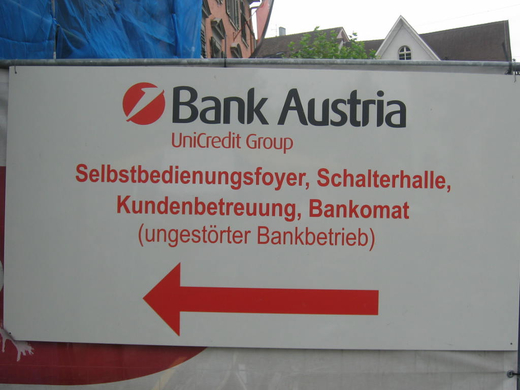 Bank Austria
UniCredit Group
Selbstbedienungsfoyer, Schalterhalle,
Kundenbetreuung, Bankomat
(ungestörter Bankbetrieb)